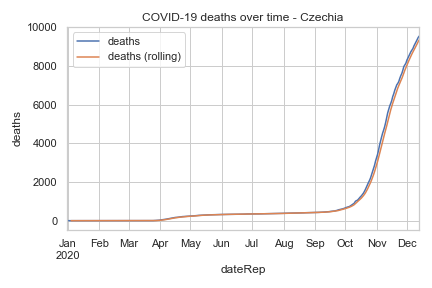 COVID-19 deaths over time - Czechia
deaths
deaths (rolling)
10000
8000
6000
4000
2000
0
deaths
Jan Feb Mar Apr May Jun Jul Aug Sep Oct Nov Dec
2020
dateRep